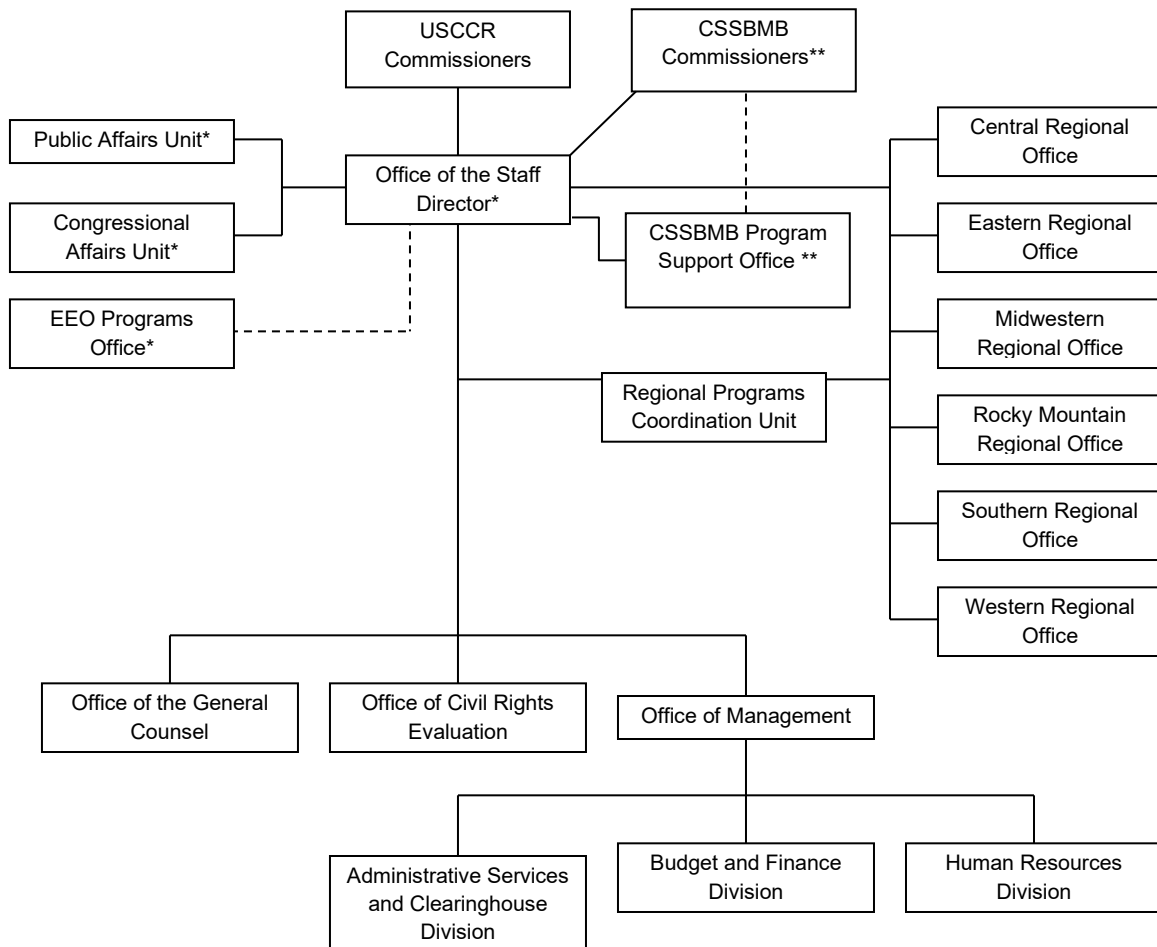 USCCR
Commissioners
CSSBMB
Commissioners**
Public Affairs Unit*
Office of the Staff
Director*
Congressional
Affairs Unit*
CSSBMB Program
Support Office **
EEO Programs
Office*
Regional Programs
Coordination Unit
Central Regional
Office
Eastern Regional
Office
Midwestern
Regional Office
Rocky Mountain
Regional Office
Southern Regional
Office
Western Regional
Office
Office of the General
Counsel
Office of Civil Rights
Evaluation
Office of Management
Administrative Services
and Clearinghouse
Division
Budget and Finance
Division
Human Resources
Division